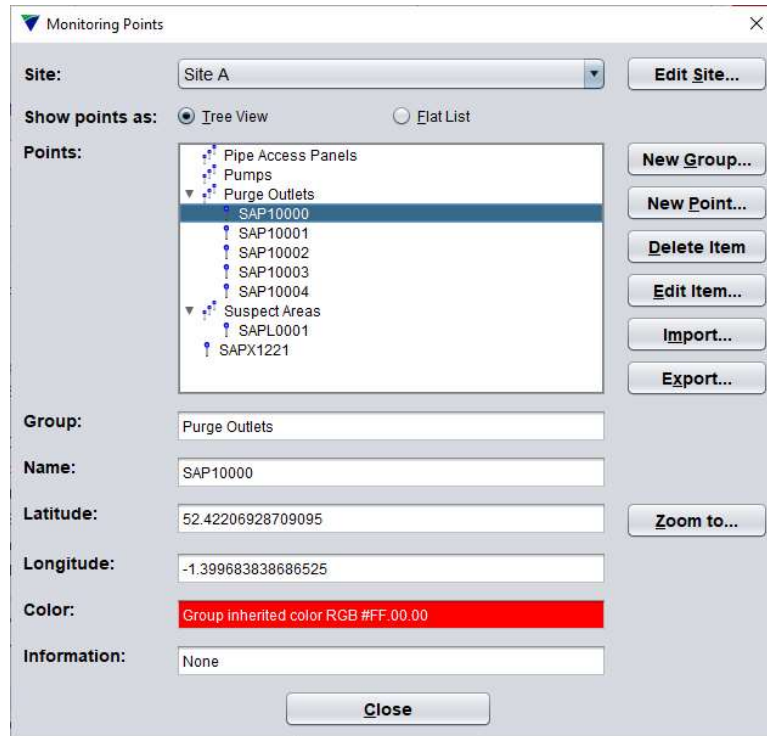 Monitoring Points
Site: Site A Edit Site...
Show points as: Tree View Flat List
Points:
Pipe Access Panels
Pumps
Purge Outlets
SAP10000
SAP10001
SAP10002
SAP10003
SAP10004
Suspect Areas
SAPL0001
SAPX1221
New Group...
New Point...
Delete Item
Edit Item...
Import...
Export...
Group: Purge Outlets
Name: SAP10000
Latitude: 52.42206928709095 Zoom to...
Longitude: -1.399683838686525
Color: Group inherited color RGB #FF.00.00
Information: None
Close